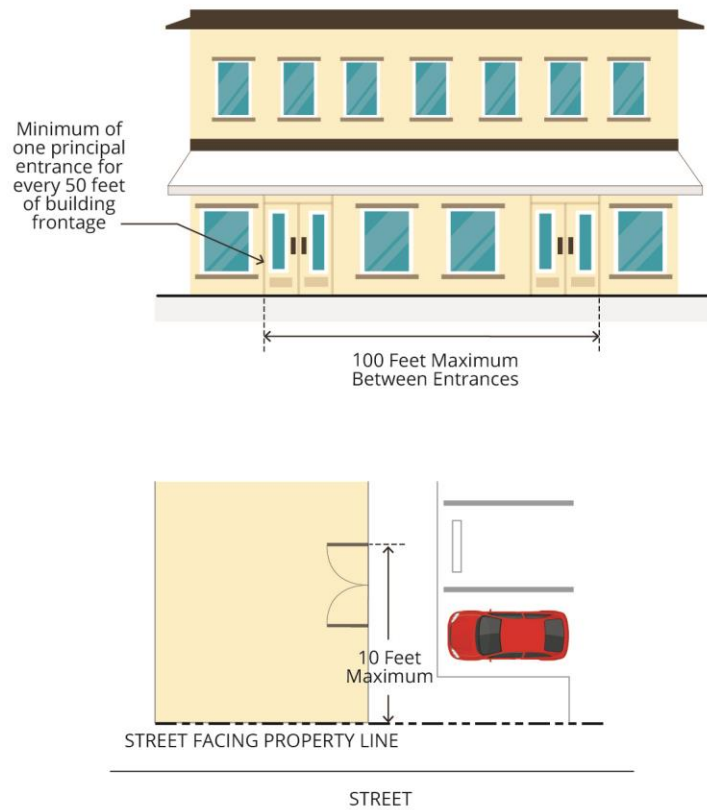 Minimum of
one principal
entrance for
every 50 feet
of building
frontage
100 Feet Maximum
Between Entrances
10 Feet
Maximum
STREET FACING PROPERTY LINE
STREET